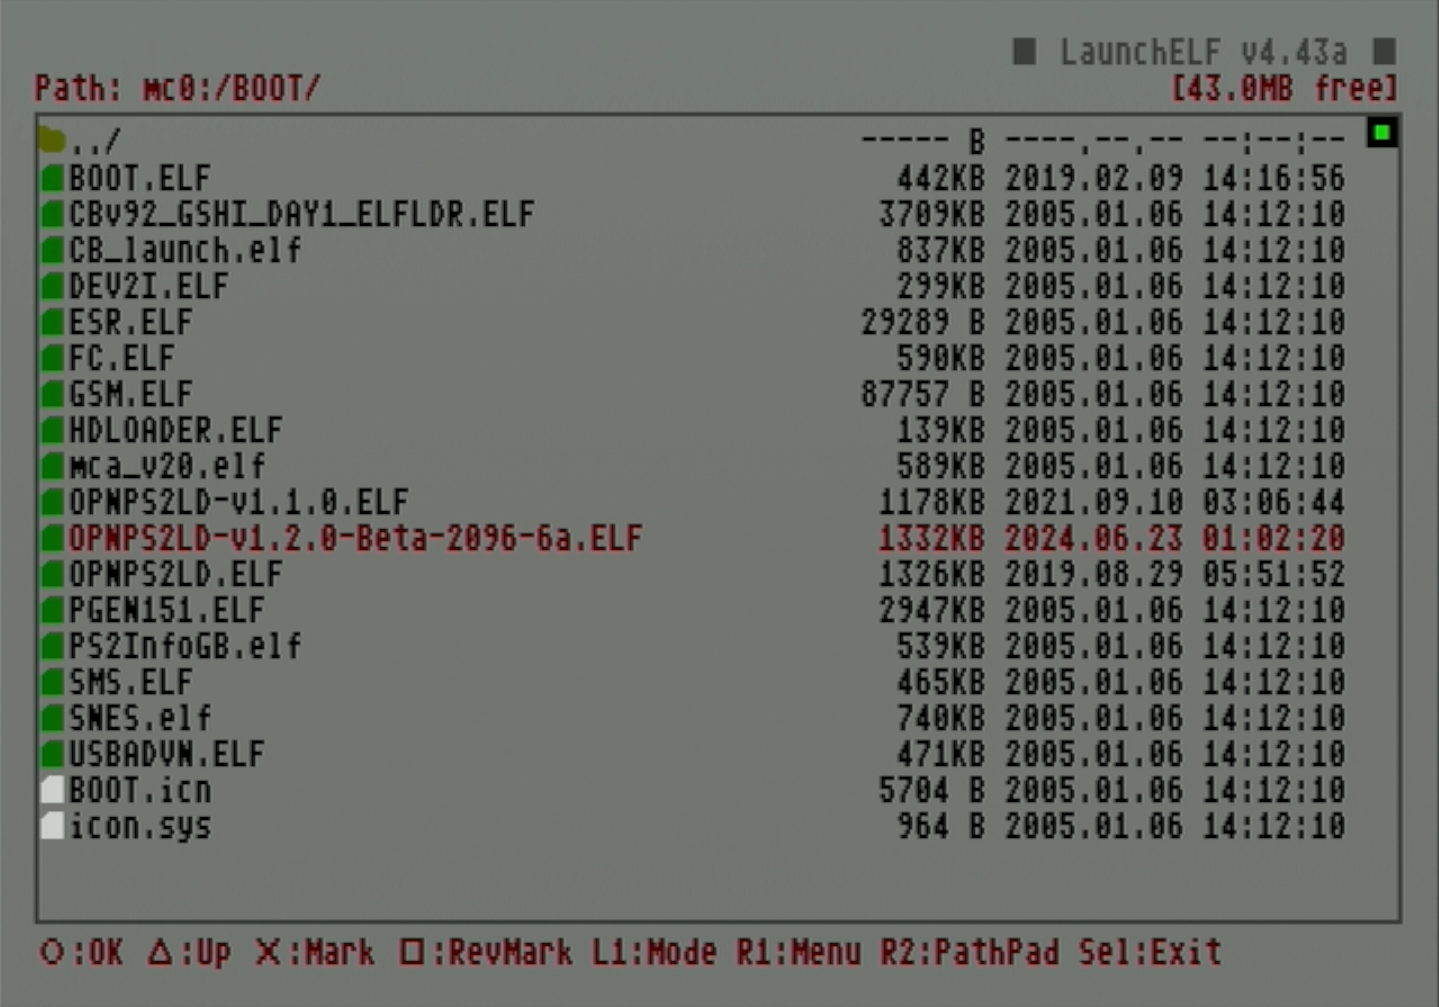 ■ LaunchELF v4.43a ■
Path: mc0:/BOOT/ [43.0MB free]
../ ----- B ----.--.-- --:--:--
BOOT.ELF 442KB 2019.02.09 14:16:56
CBv92_GSHI_DAY1_ELFLDR.ELF 3709KB 2005.01.06 14:12:10
CB_launch.elf 837KB 2005.01.06 14:12:10
DEV2I.ELF 299KB 2005.01.06 14:12:10
ESR.ELF 29289 B 2005.01.06 14:12:10
FC.ELF 590KB 2005.01.06 14:12:10
GSM.ELF 87757 B 2005.01.06 14:12:10
HDLOADER.ELF 139KB 2005.01.06 14:12:10
mca_v20.elf 589KB 2005.01.06 14:12:10
OPNPS2LD-v1.1.0.ELF 1178KB 2021.09.10 03:06:44
OPNPS2LD-v1.2.0-Beta-2096-6a.ELF 1332KB 2024.06.23 01:02:20
OPNPS2LD.ELF 1326KB 2019.08.29 05:51:52
PGEN151.ELF 2947KB 2005.01.06 14:12:10
PS2InfoGB.elf 539KB 2005.01.06 14:12:10
SMS.ELF 465KB 2005.01.06 14:12:10
SNES.elf 740KB 2005.01.06 14:12:10
USBADVN.ELF 471KB 2005.01.06 14:12:10
BOOT.icn 5704 B 2005.01.06 14:12:10
icon.sys 964 B 2005.01.06 14:12:10
○:OK △:Up ✕:Mark □:RevMark L1:Mode R1:Menu R2:PathPad Sel:Exit